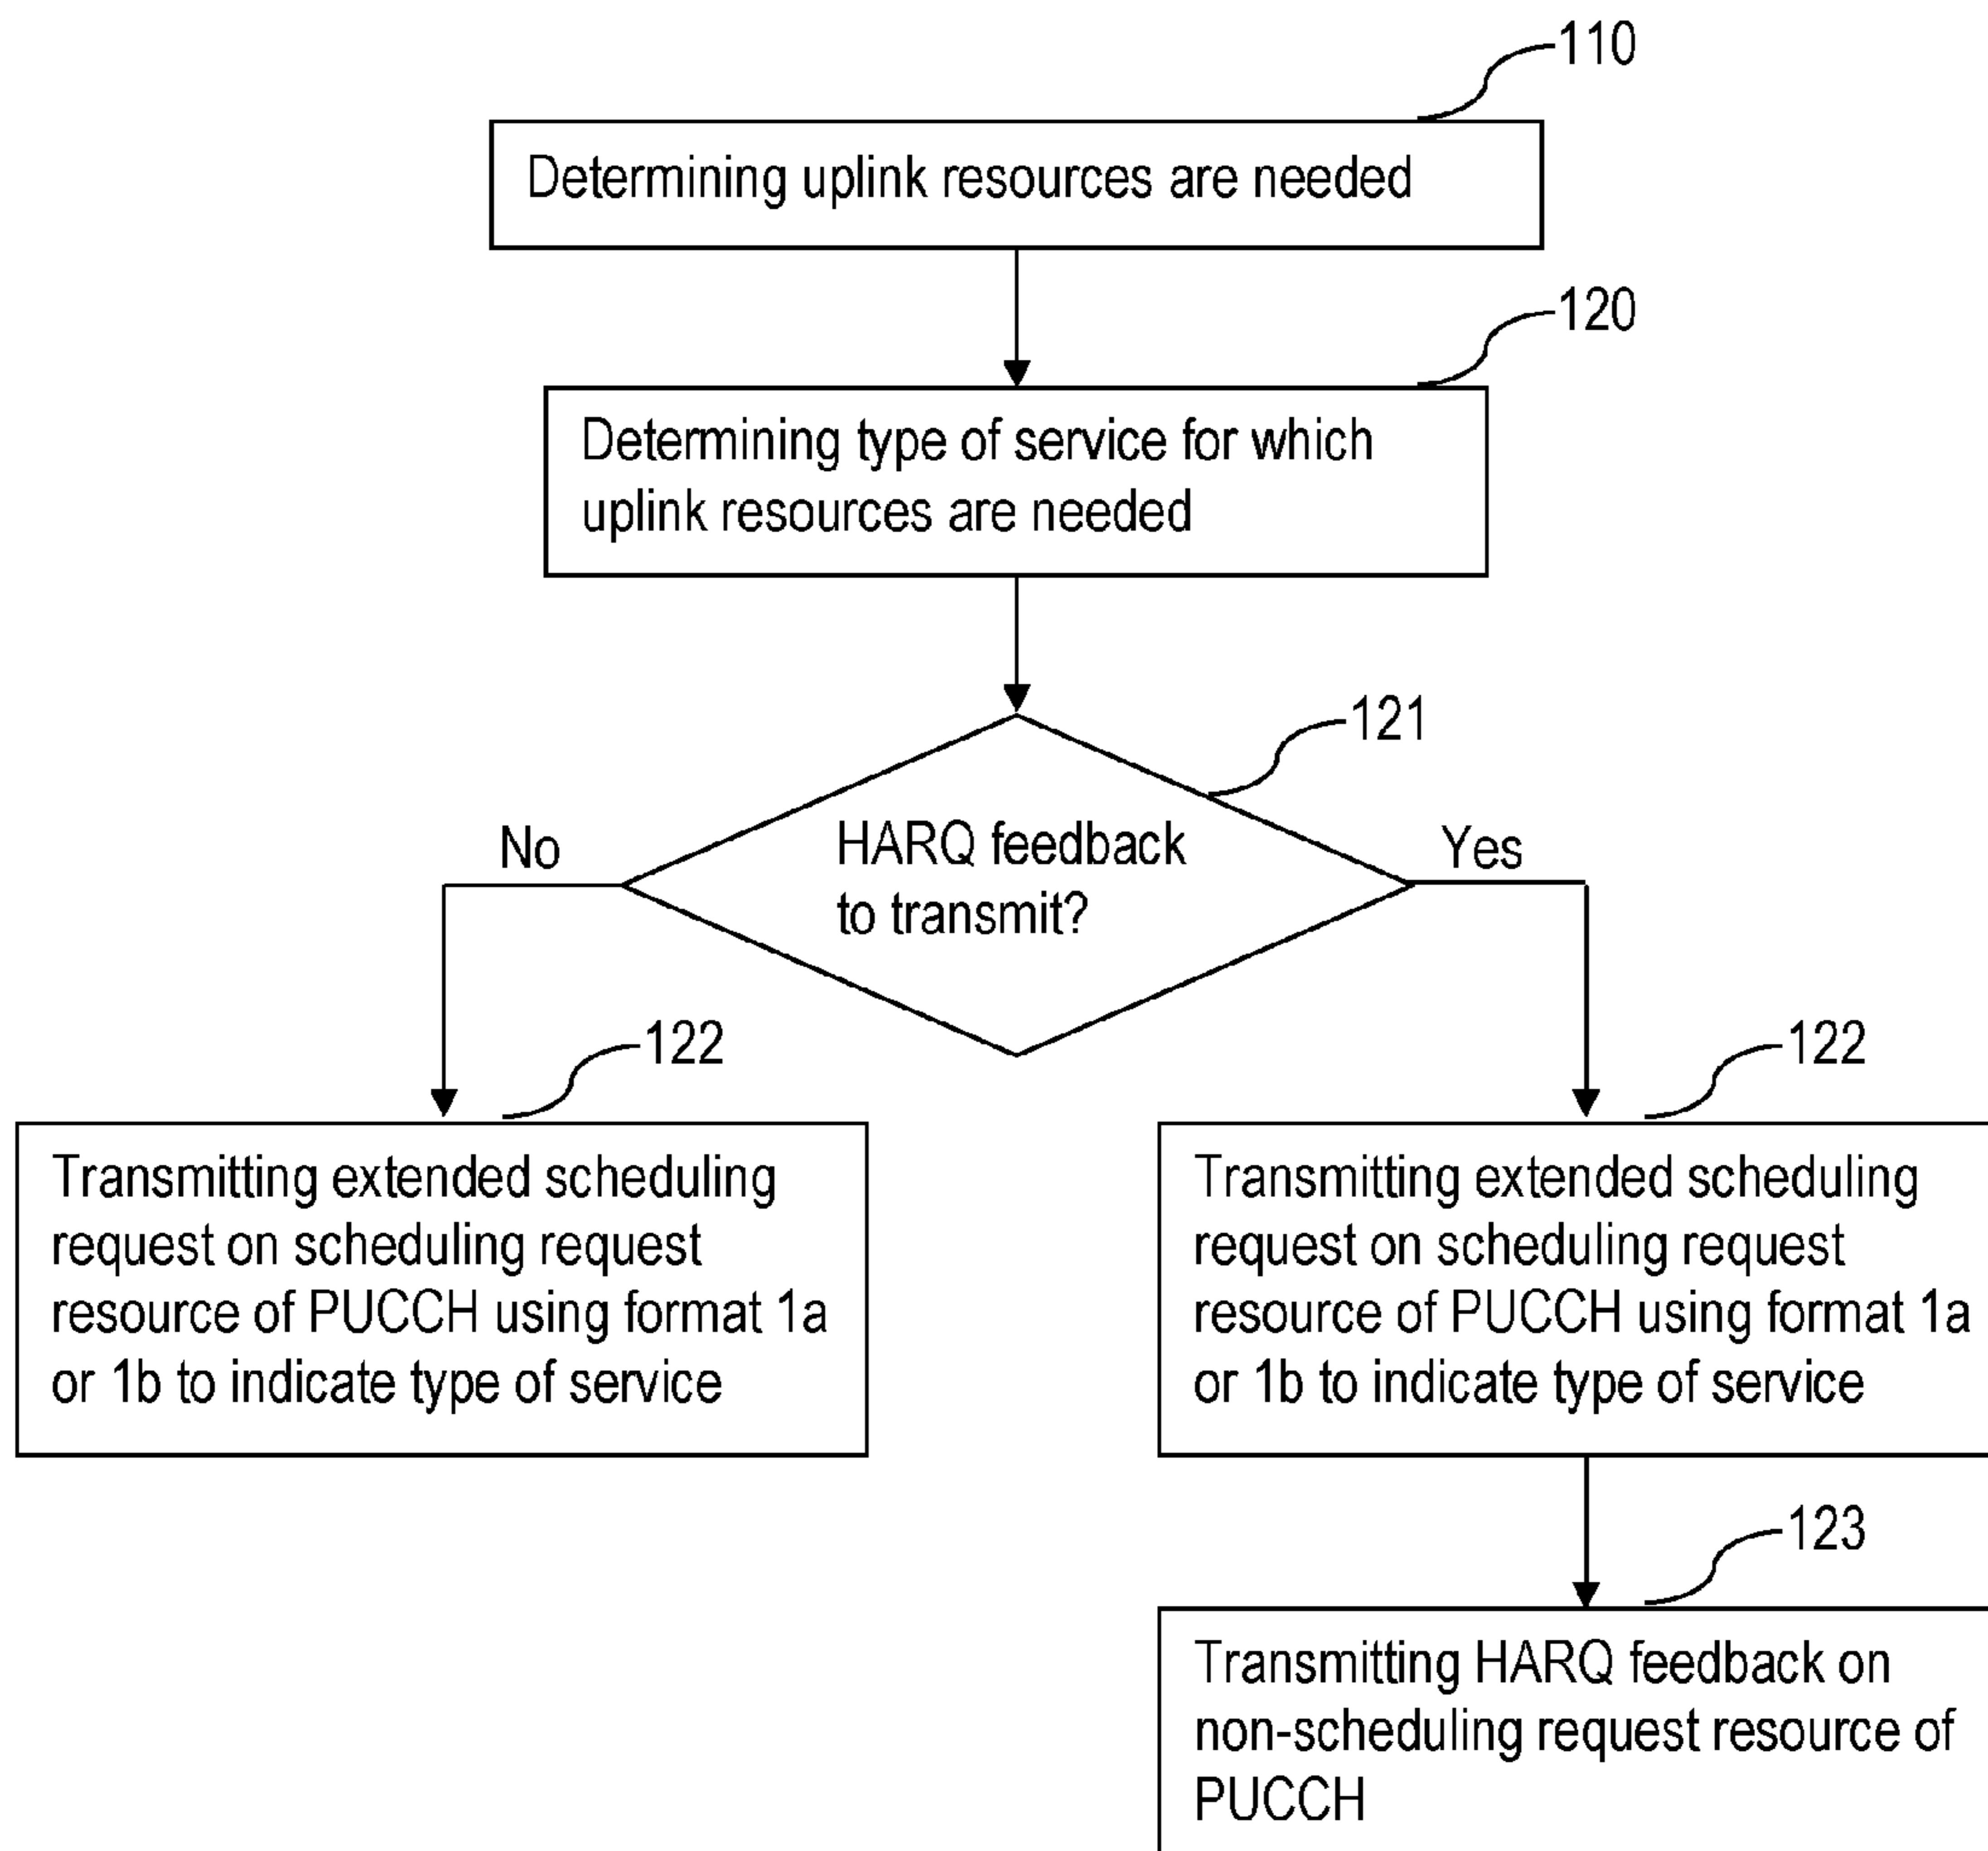 110
Determining uplink resources are needed
120
Determining type of service for which
uplink resources are needed
121
HARQ feedback
to transmit?
No
Yes
122
Transmitting extended scheduling
request on scheduling request
resource of PUCCH using format 1a
or 1b to indicate type of service
122
Transmitting extended scheduling
request on scheduling request
resource of PUCCH using format 1a
or 1b to indicate type of service
123
Transmitting HARQ feedback on
non-scheduling request resource of
PUCCH